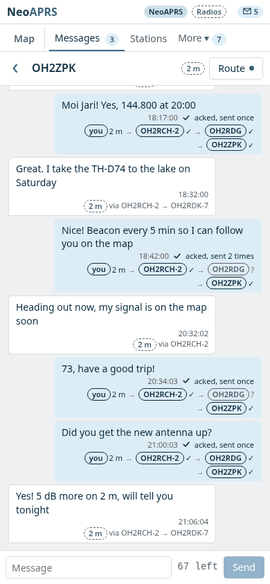 NeoAPRS NeoAPRS Radios 5
Map Messages 3 Stations More ▾ 7
OH2ZPK 2 m Route
Moi Jari! Yes, 144.800 at 20:00
18:17:00 ✓ acked, sent once
you 2 m → OH2RCH-2 ✓ → OH2RDG ✓
→ OH2ZPK ✓
Great. I take the TH-D74 to the lake on
Saturday
18:32:00
2 m via OH2RCH-2 → OH2RDK-7
Nice! Beacon every 5 min so I can follow
you on the map
18:42:00 ✓ acked, sent 2 times
you 2 m → OH2RCH-2 ✓ → OH2RDG ?
→ OH2ZPK ✓
Heading out now, my signal is on the map
soon
20:32:02
2 m via OH2RCH-2
73, have a good trip!
20:34:03 ✓ acked, sent once
you 2 m → OH2RCH-2 ✓ → OH2RDG ?
→ OH2ZPK ✓
Did you get the new antenna up?
21:00:03 ✓ acked, sent once
you 2 m → OH2RCH-2 ✓ → OH2RDG ✓
→ OH2ZPK ✓
Yes! 5 dB more on 2 m, will tell you
tonight
21:06:04
2 m via OH2RCH-2 → OH2RDK-7
Message 67 left Send